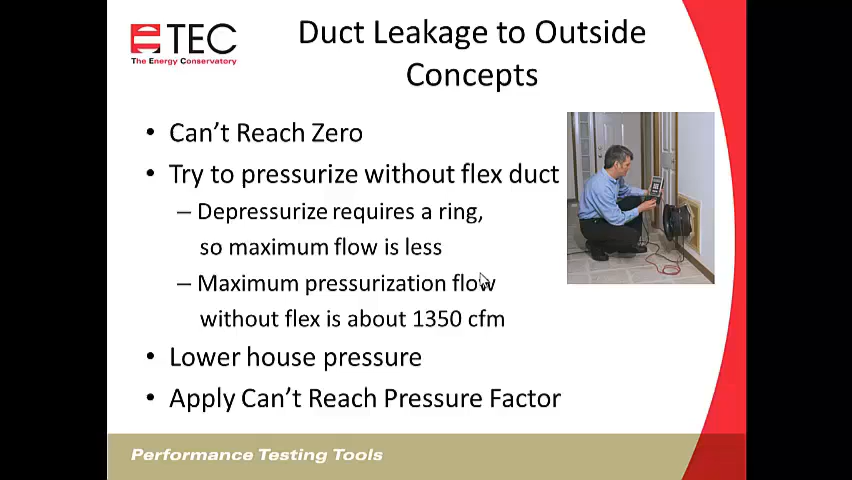 TEC
The Energy Conservatory
Duct Leakage to Outside
Concepts
• Can't Reach Zero
• Try to pressurize without flex duct
– Depressurize requires a ring,
so maximum flow is less
– Maximum pressurization flow
without flex is about 1350 cfm
• Lower house pressure
• Apply Can't Reach Pressure Factor
Performance Testing Tools